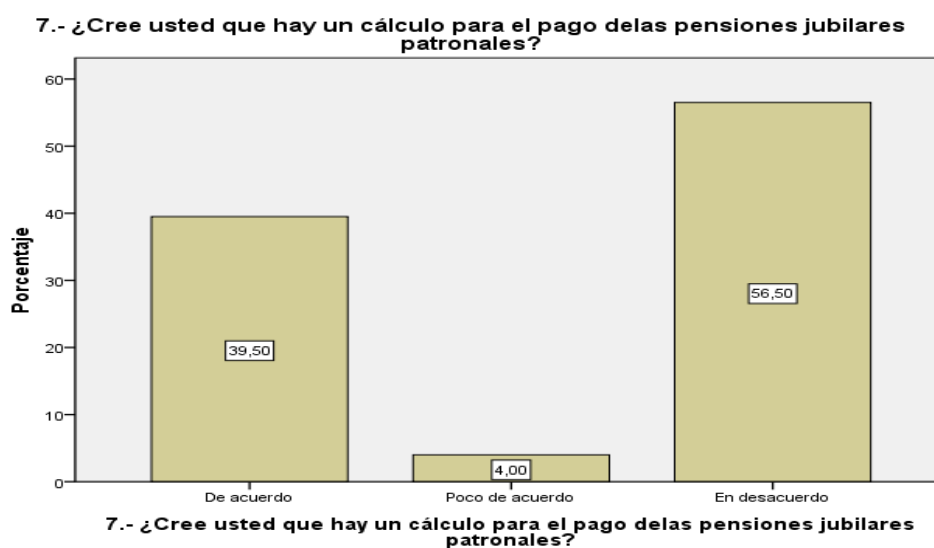 7.- ¿Cree usted que hay un cálculo para el pago delas pensiones jubilares
patronales?
Porcentaje
60
50
40
30
20
10
0
39,50
4,00
56,50
De acuerdo
Poco de acuerdo
En desacuerdo
7.- ¿Cree usted que hay un cálculo para el pago delas pensiones jubilares
patronales?